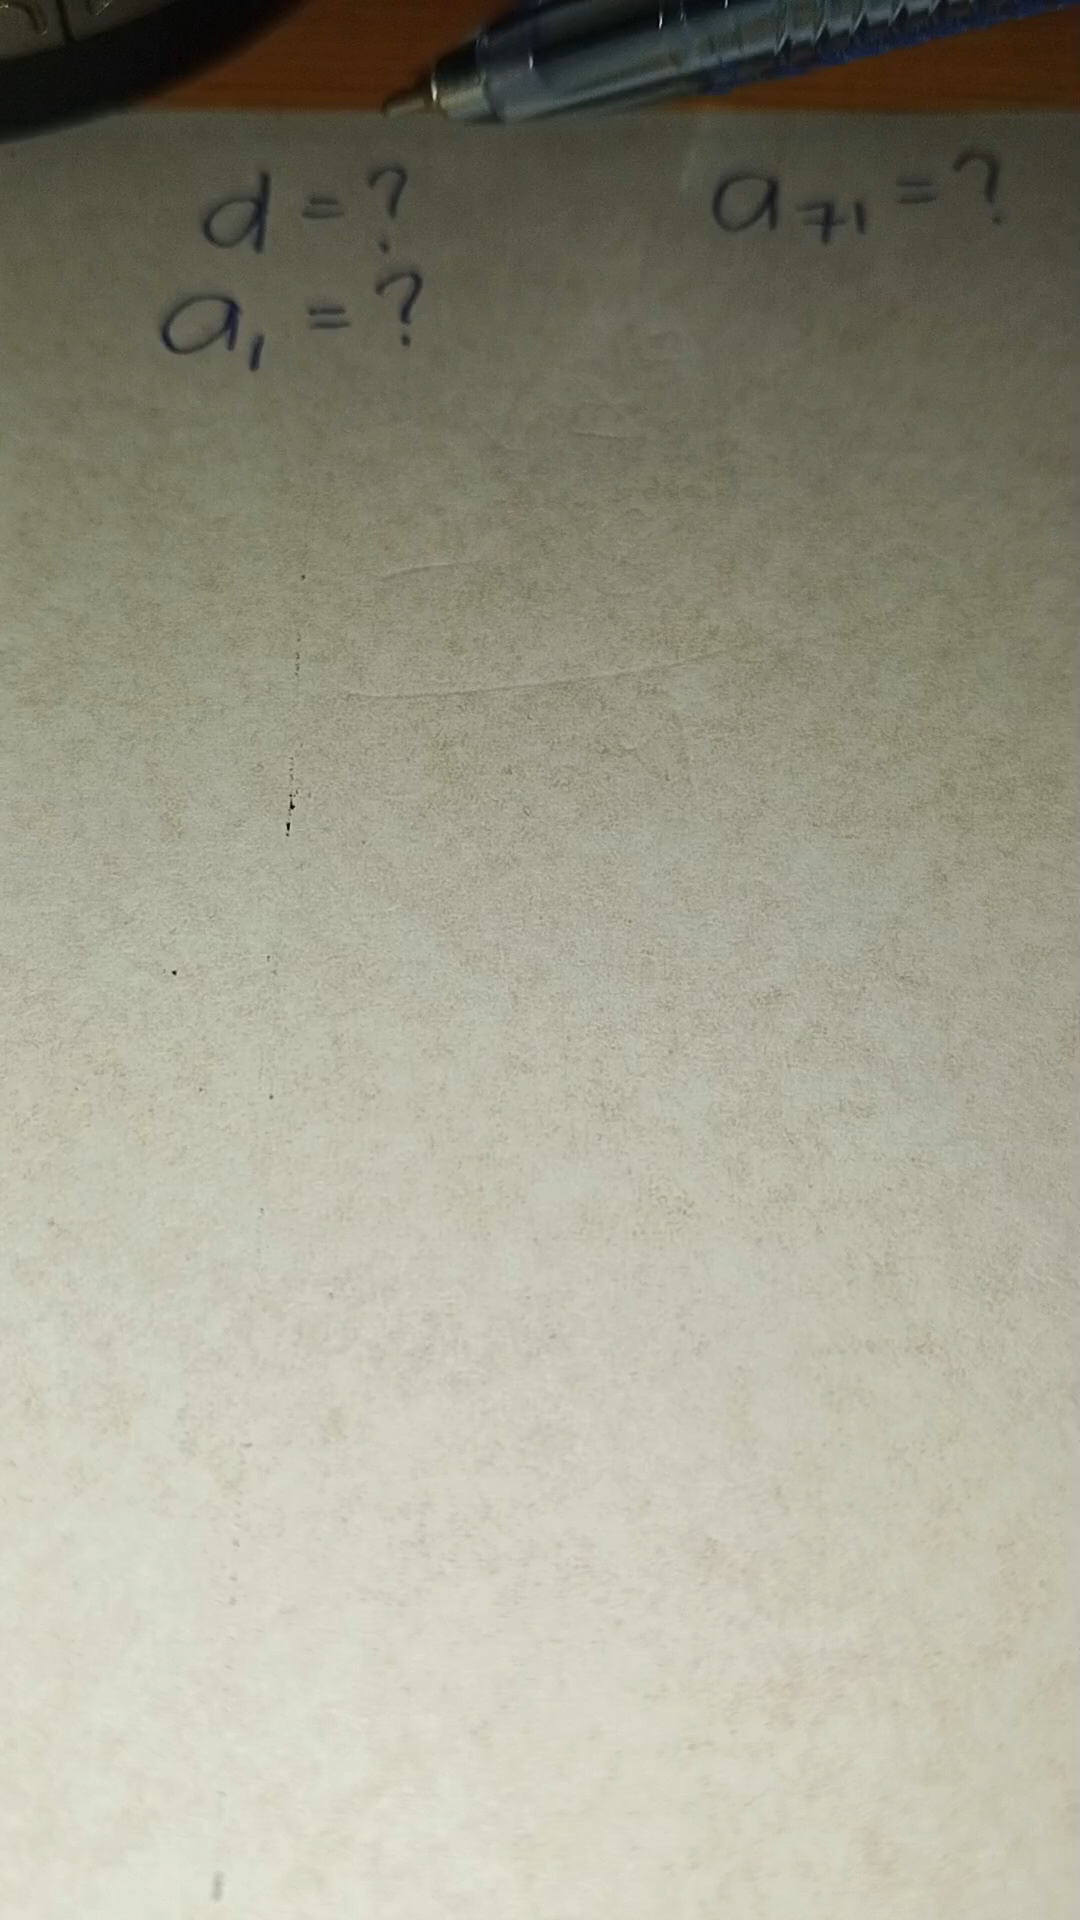 d = ?
a₁ = ?
a₇₁ = ?